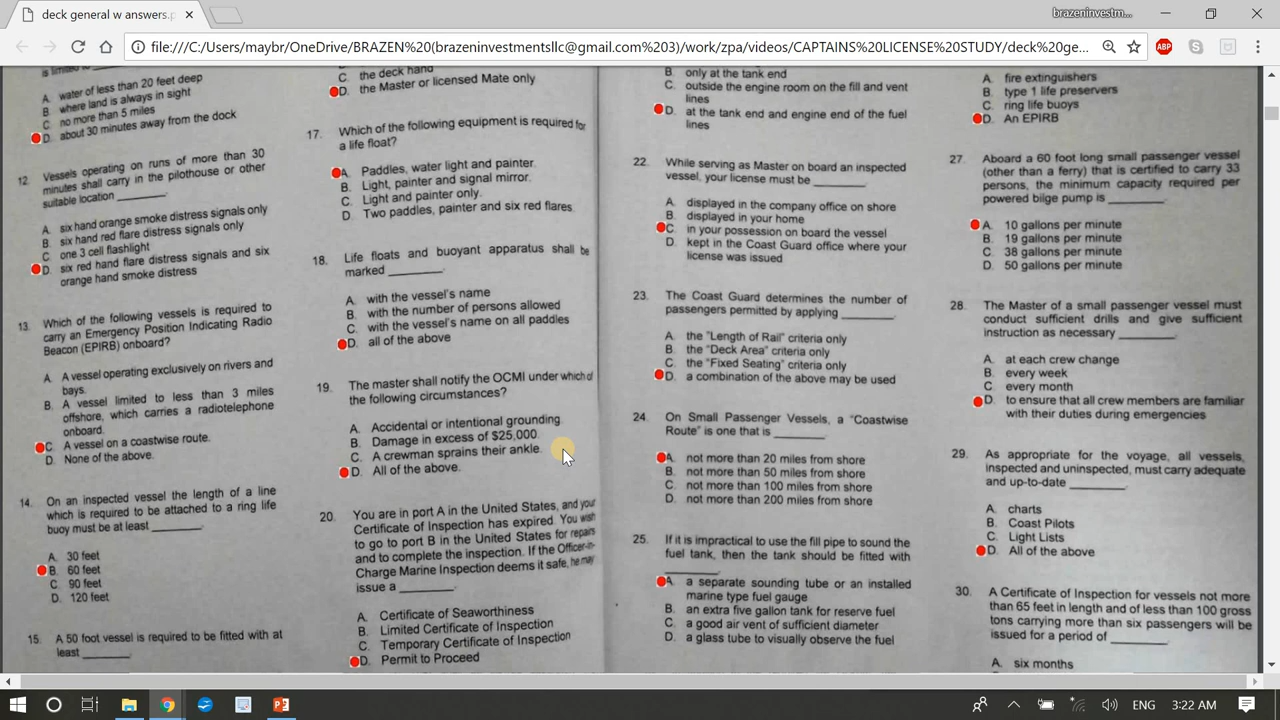 deck general w answers.p
brazeninvestm...
file:///C:/Users/maybr/OneDrive/BRAZEN%20(brazeninvestmentsllc@gmail.com%203)/work/zpa/videos/CAPTAINS%20LICENSE%20STUDY/deck%20ge...
ABP
is limited to
A. water of less than 20 feet deep
B. where land is always in sight
C. no more than 5 miles
D. about 30 minutes away from the dock
12. Vessels operating on runs of more than 30
minutes shall carry in the pilothouse or other
suitable location ________.
A. six hand orange smoke distress signals only
B. six hand red flare distress signals only
C. one 3 cell flashlight
D. six red hand flare distress signals and six
orange hand smoke distress
13. Which of the following vessels is required to
carry an Emergency Position Indicating Radio
Beacon (EPIRB) onboard?
A. A vessel operating exclusively on rivers and
bays.
B. A vessel limited to less than 3 miles
offshore, which carries a radiotelephone
onboard.
C. A vessel on a coastwise route.
D. None of the above.
14. On an inspected vessel the length of a line
which is required to be attached to a ring life
buoy must be at least ________.
A. 30 feet
B. 60 feet
C. 90 feet
D. 120 feet
15. A 50 foot vessel is required to be fitted with at
least ________.
C. the deck hand
D. the Master or licensed Mate only
17. Which of the following equipment is required for
a life float?
A. Paddles, water light and painter.
B. Light, painter and signal mirror.
C. Light and painter only.
D. Two paddles, painter and six red flares.
18. Life floats and buoyant apparatus shall be
marked ________.
A. with the vessel's name
B. with the number of persons allowed
C. with the vessel's name on all paddles
D. all of the above
19. The master shall notify the OCMI under which of
the following circumstances?
A. Accidental or intentional grounding.
B. Damage in excess of $25,000.
C. A crewman sprains their ankle.
D. All of the above.
20. You are in port A in the United States, and your
Certificate of Inspection has expired. You wish
to go to port B in the United States for repairs
and to complete the inspection. If the Officer-in-
Charge Marine Inspection deems it safe, he may
issue a ________.
A. Certificate of Seaworthiness
B. Limited Certificate of Inspection
C. Temporary Certificate of Inspection
D. Permit to Proceed
B. only at the tank end
C. outside the engine room on the fill and vent
lines
D. at the tank end and engine end of the fuel
lines
22. While serving as Master on board an inspected
vessel, your license must be ________.
A. displayed in the company office on shore
B. displayed in your home
C. in your possession on board the vessel
D. kept in the Coast Guard office where your
license was issued
23. The Coast Guard determines the number of
passengers permitted by applying ________.
A. the "Length of Rail" criteria only
B. the "Deck Area" criteria only
C. the "Fixed Seating" criteria only
D. a combination of the above may be used
24. On Small Passenger Vessels, a "Coastwise
Route" is one that is ________.
A. not more than 20 miles from shore
B. not more than 50 miles from shore
C. not more than 100 miles from shore
D. not more than 200 miles from shore
25. If it is impractical to use the fill pipe to sound the
fuel tank, then the tank should be fitted with
________.
A. a separate sounding tube or an installed
marine type fuel gauge
B. an extra five gallon tank for reserve fuel
C. a good air vent of sufficient diameter
D. a glass tube to visually observe the fuel
A. fire extinguishers
B. type 1 life preservers
C. ring life buoys
D. An EPIRB
27. Aboard a 60 foot long small passenger vessel
(other than a ferry) that is certified to carry 33
persons, the minimum capacity required per
powered bilge pump is ________.
A. 10 gallons per minute
B. 19 gallons per minute
C. 38 gallons per minute
D. 50 gallons per minute
28. The Master of a small passenger vessel must
conduct sufficient drills and give sufficient
instruction as necessary ________.
A. at each crew change
B. every week
C. every month
D. to ensure that all crew members are familiar
with their duties during emergencies
29. As appropriate for the voyage, all vessels,
inspected and uninspected, must carry adequate
and up-to-date ________.
A. charts
B. Coast Pilots
C. Light Lists
D. All of the above
30. A Certificate of Inspection for vessels not more
than 65 feet in length and of less than 100 gross
tons carrying more than six passengers will be
issued for a period of ________.
A. six months
ENG
3:22 AM